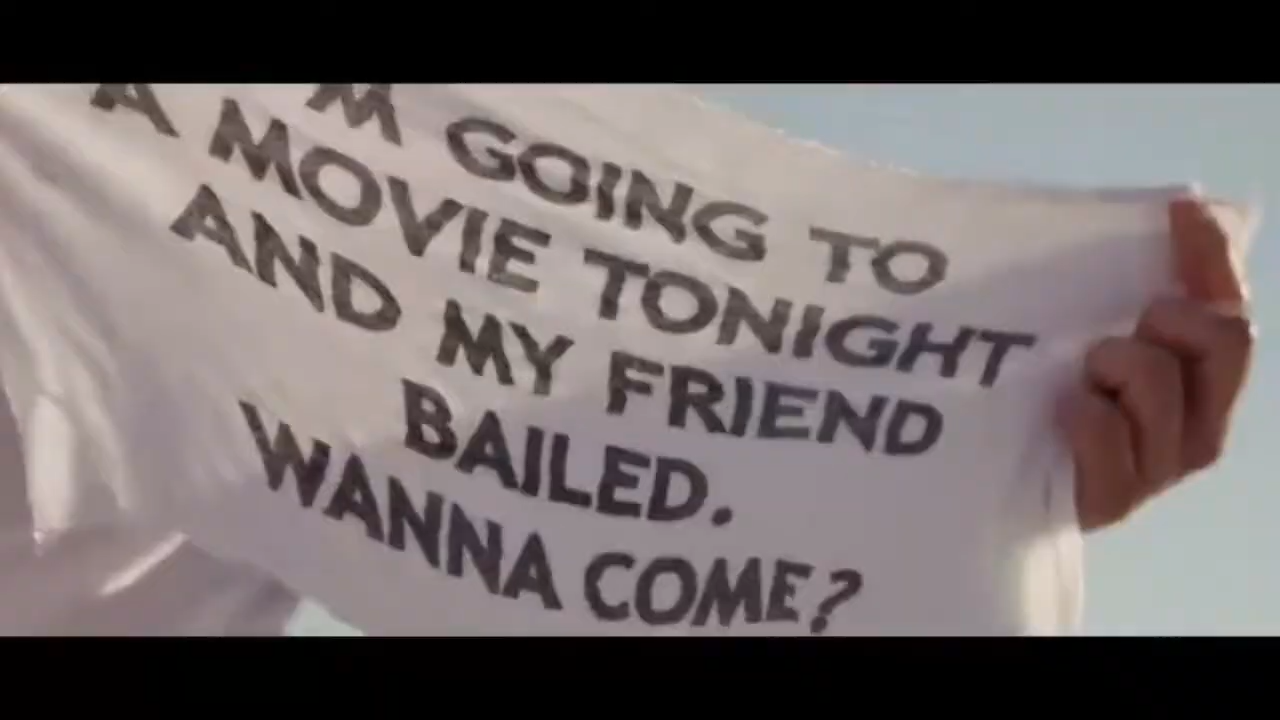 M GOING TO
A MOVIE TONIGHT
AND MY FRIEND
BAILED.
WANNA COME?